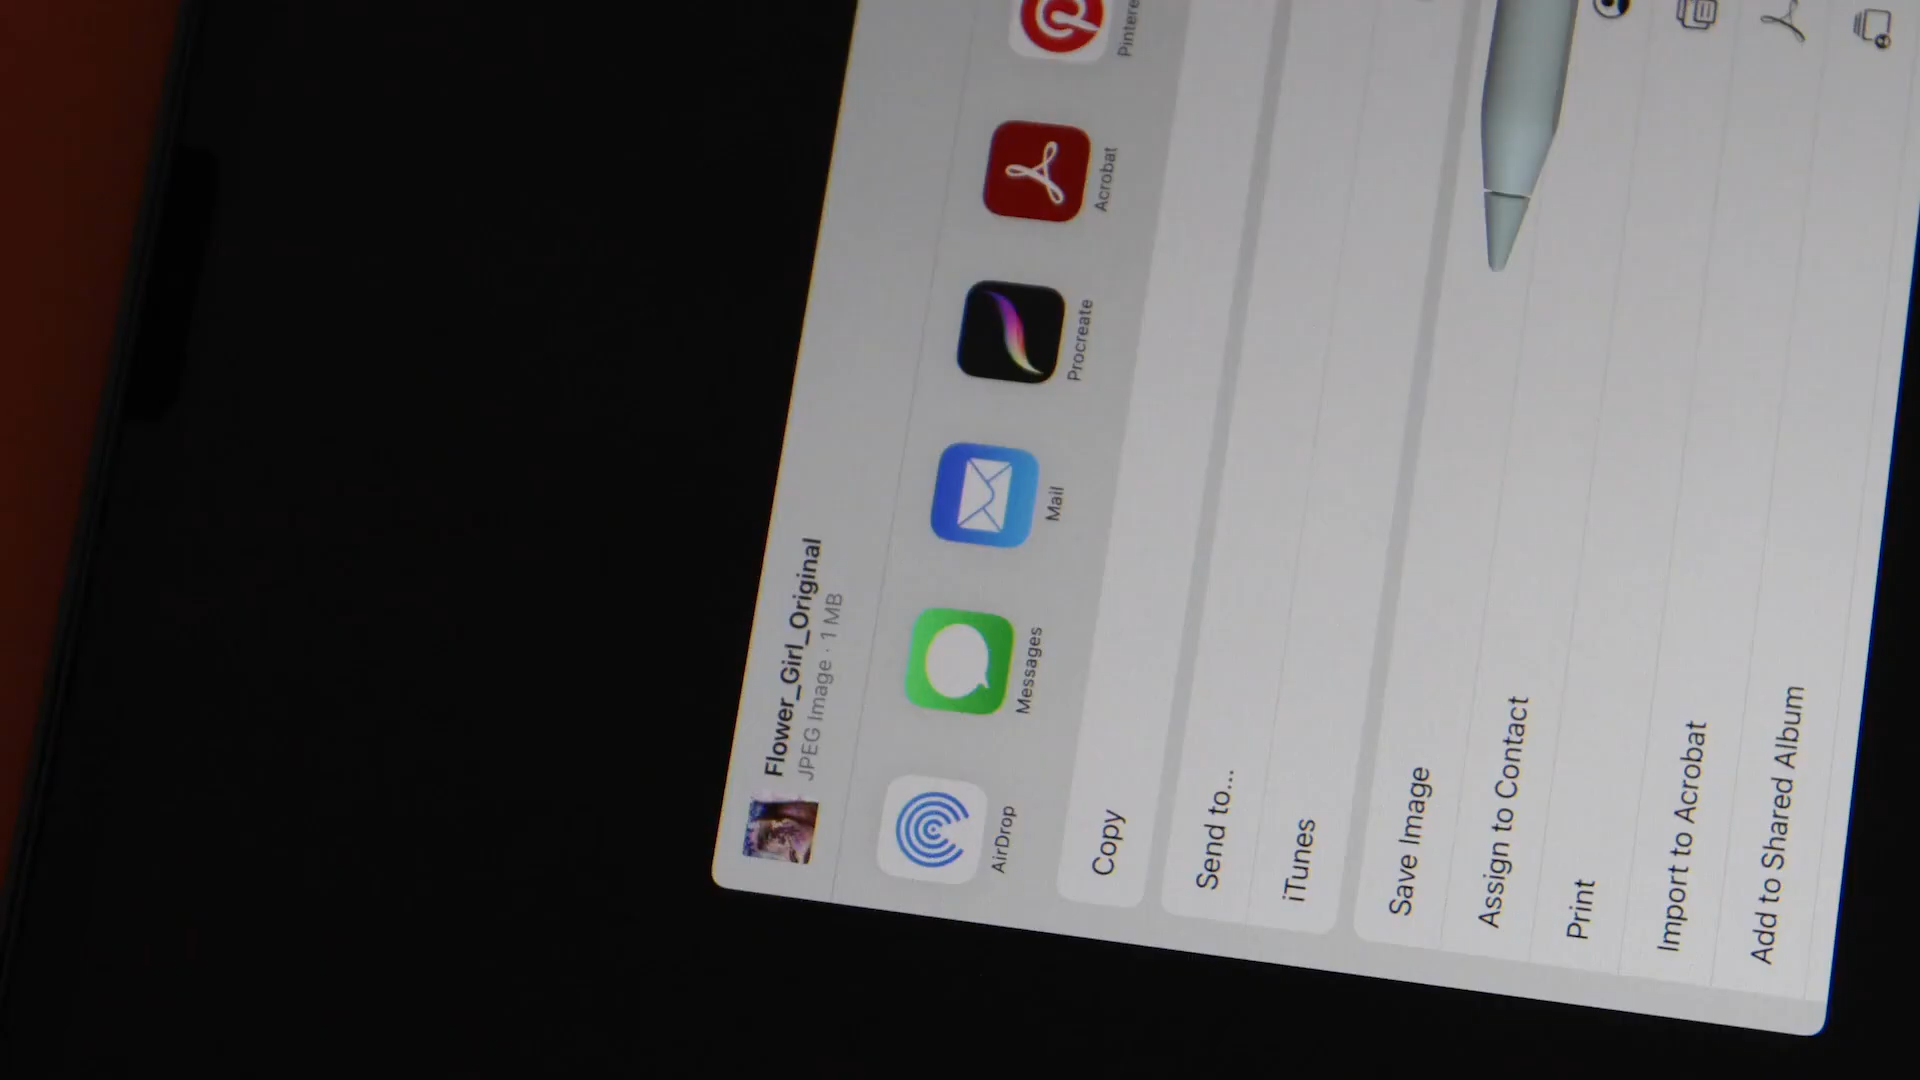 Flower_Girl_Original
JPEG Image · 1 MB
AirDrop
Messages
Mail
Procreate
Acrobat
Copy
Send to...
iTunes
Save Image
Assign to Contact
Print
Import to Acrobat
Add to Shared Album